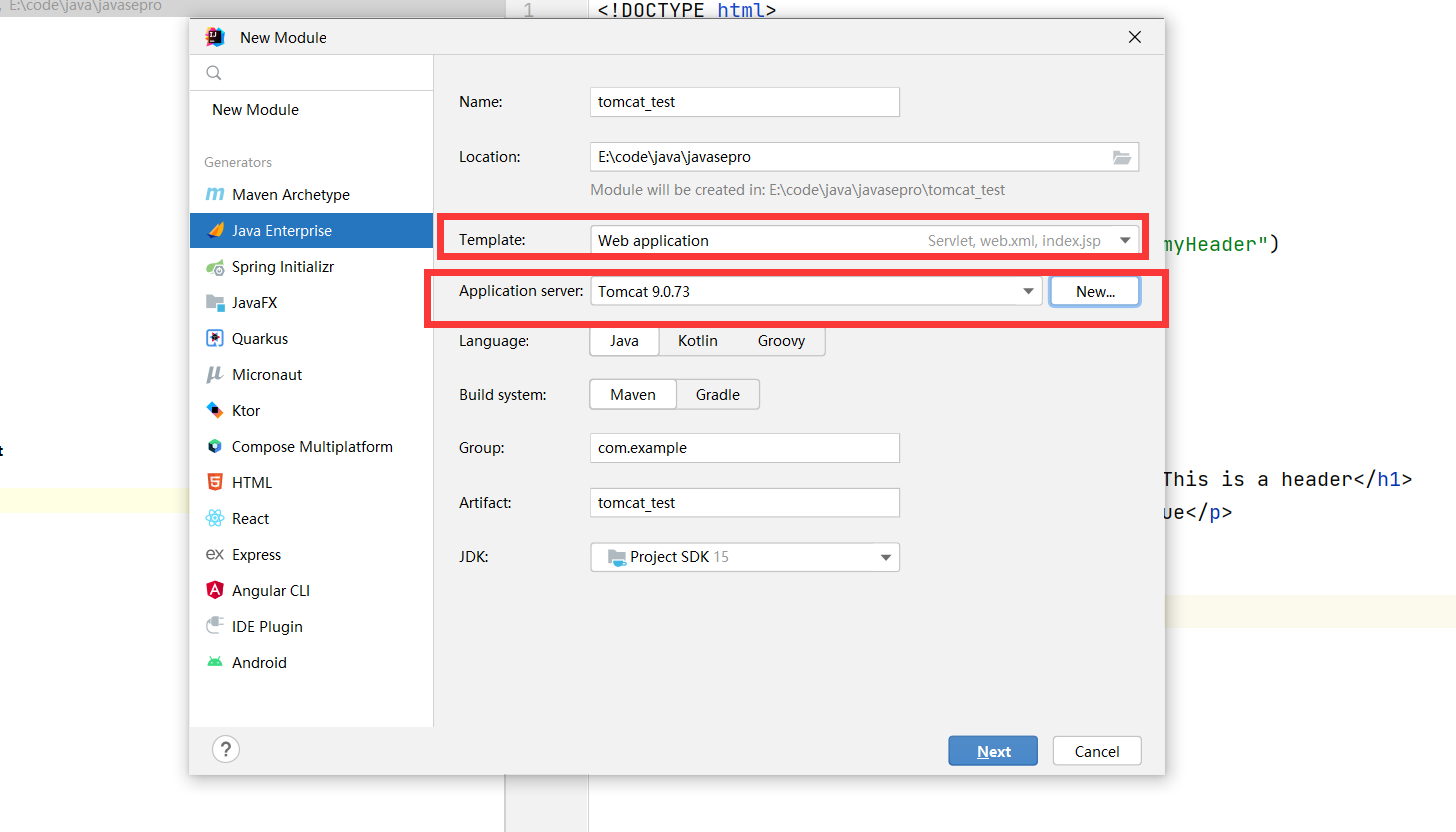 , E:\code\java\javasepro
1 <!DOCTYPE html>
New Module
New Module
Generators
Maven Archetype
Java Enterprise
Spring Initializr
JavaFX
Quarkus
Micronaut
Ktor
Compose Multiplatform
HTML
React
Express
Angular CLI
IDE Plugin
Android
Name: tomcat_test
Location: E:\code\java\javasepro
Module will be created in: E:\code\java\javasepro\tomcat_test
Template: Web application Servlet, web.xml, index.jsp
Application server: Tomcat 9.0.73 New...
Language: Java Kotlin Groovy
Build system: Maven Gradle
Group: com.example
Artifact: tomcat_test
JDK: Project SDK 15
? Next Cancel
myHeader")
This is a header</h1>
ue</p>
t